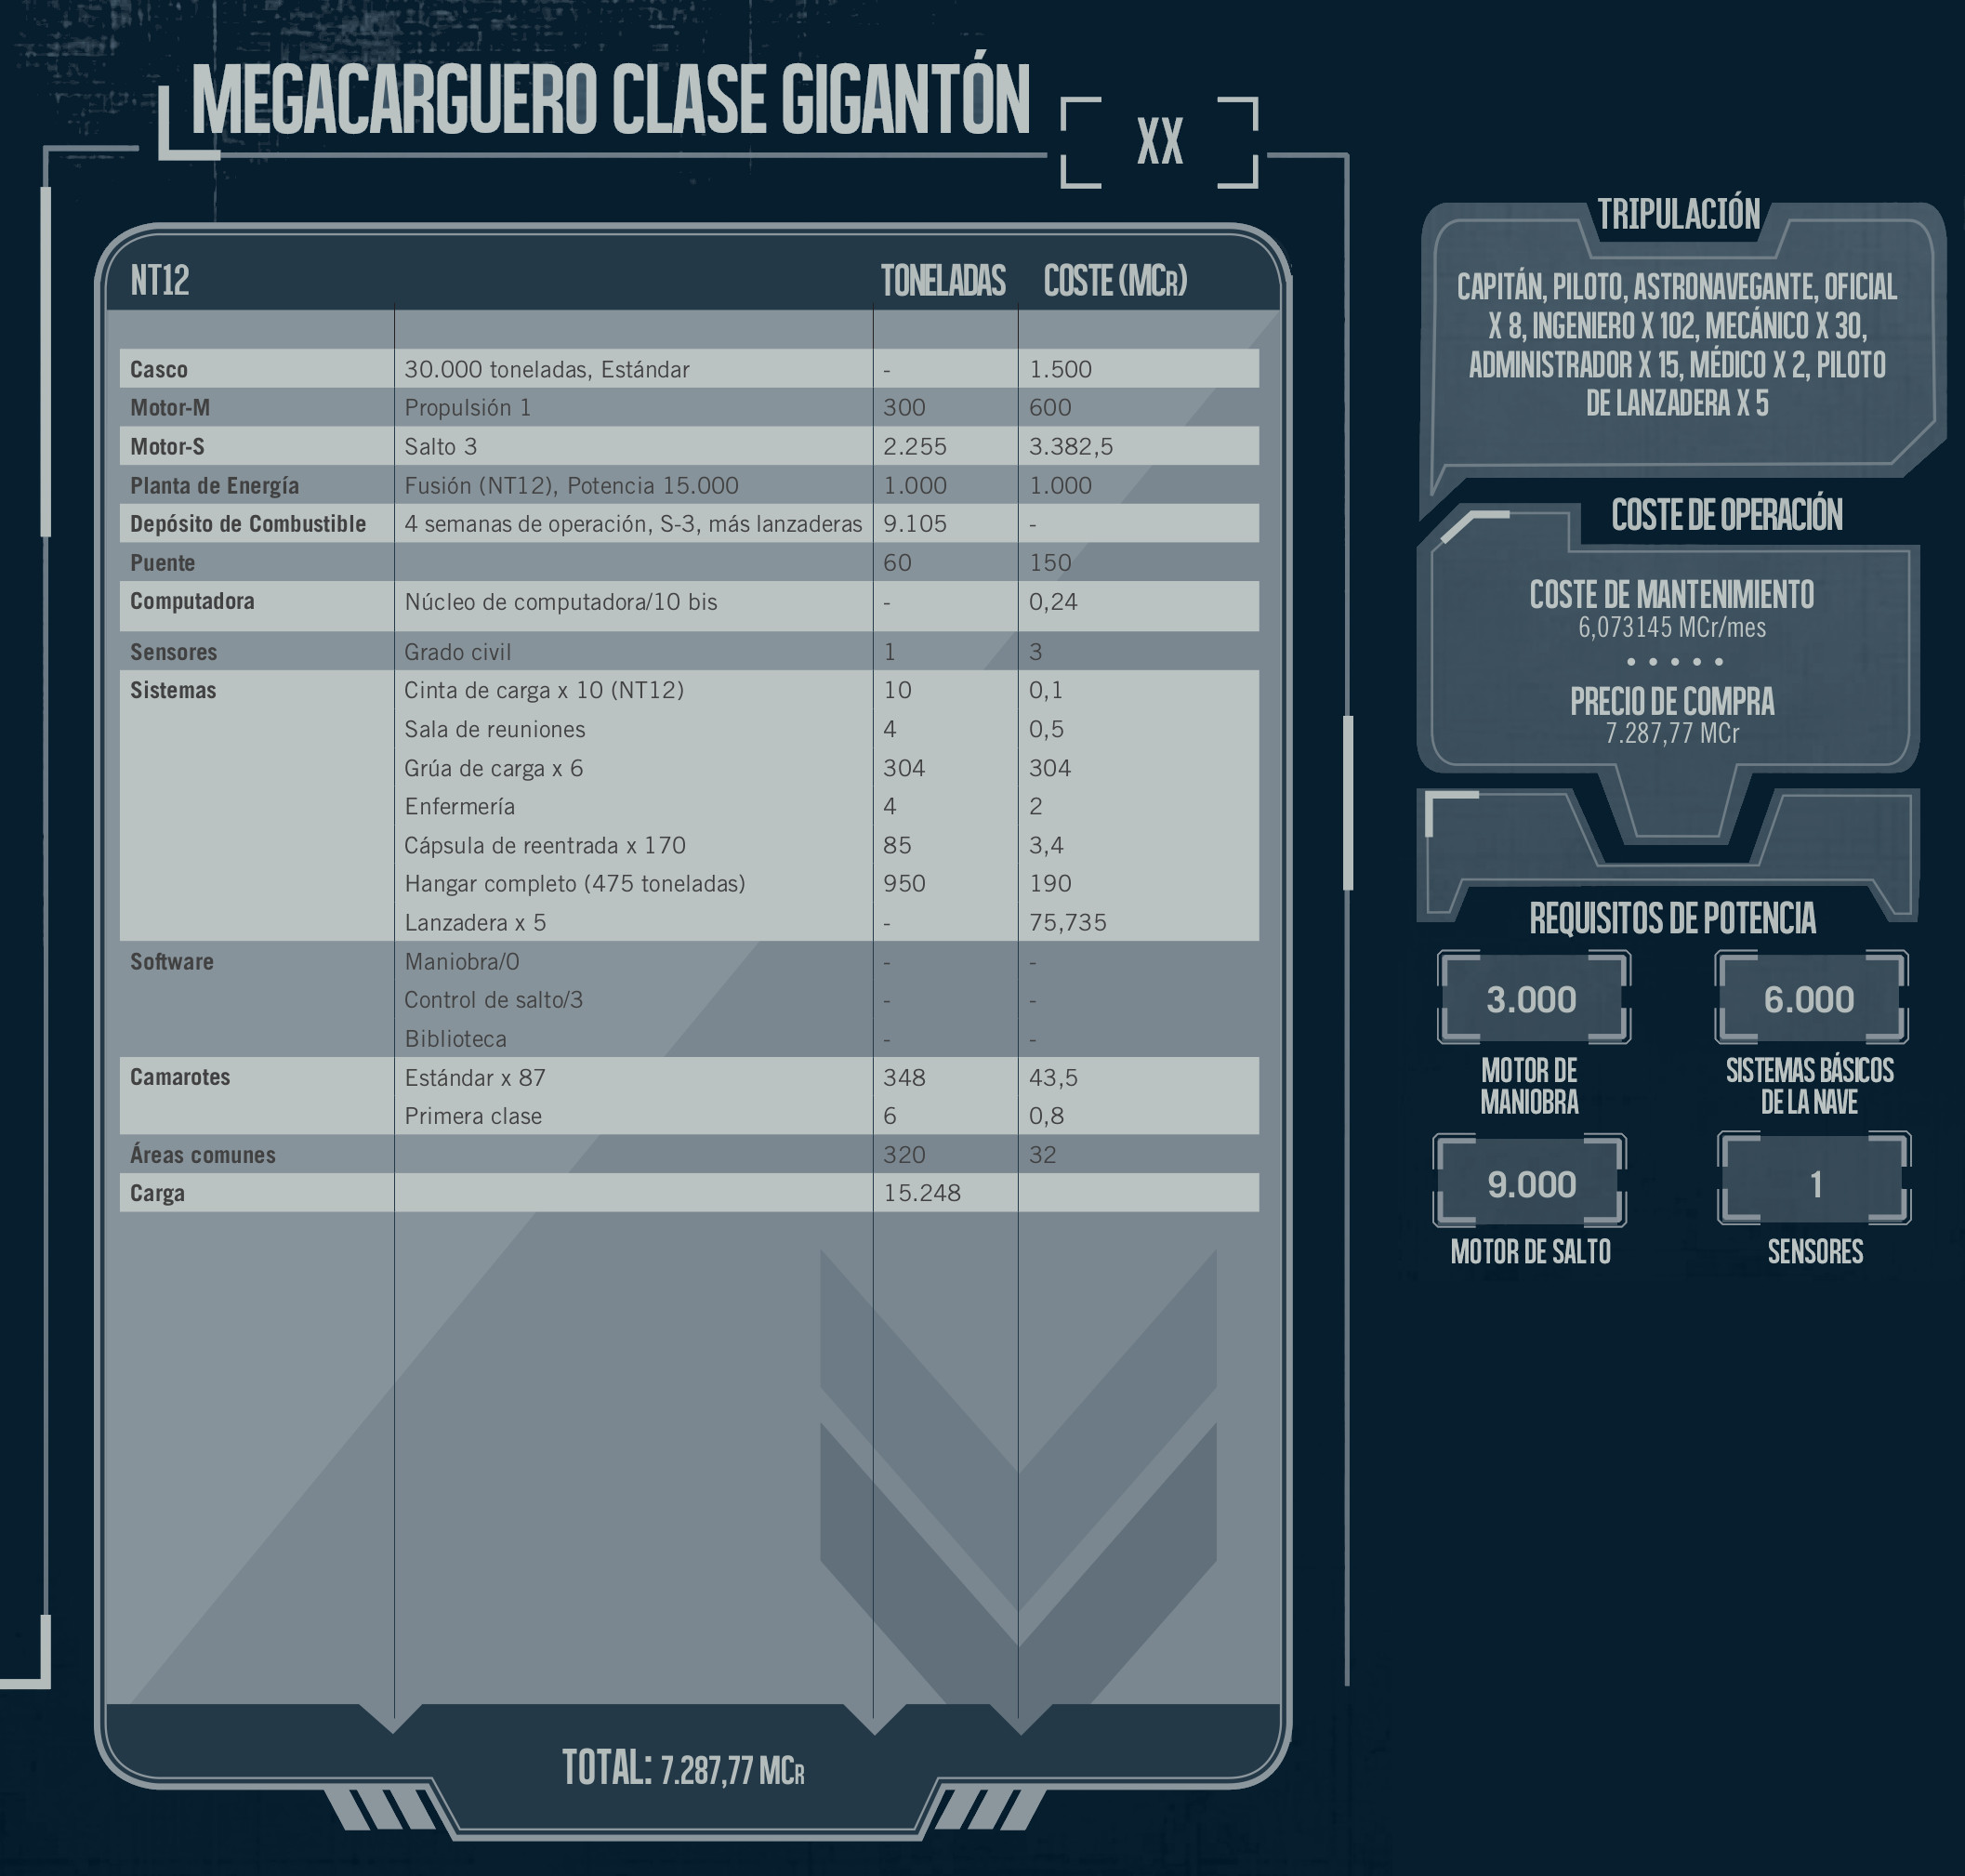 MEGACARGUERO CLASE GIGANTÓN
XX
NT12 TONELADAS COSTE (MCR)
Casco 30.000 toneladas, Estándar - 1.500
Motor-M Propulsión 1 300 600
Motor-S Salto 3 2.255 3.382,5
Planta de Energía Fusión (NT12), Potencia 15.000 1.000 1.000
Depósito de Combustible 4 semanas de operación, S-3, más lanzaderas 9.105 -
Puente 60 150
Computadora Núcleo de computadora/10 bis - 0,24
Sensores Grado civil 1 3
Sistemas Cinta de carga x 10 (NT12) 10 0,1
Sala de reuniones 4 0,5
Grúa de carga x 6 304 304
Enfermería 4 2
Cápsula de reentrada x 170 85 3,4
Hangar completo (475 toneladas) 950 190
Lanzadera x 5 - 75,735
Software Maniobra/0 - -
Control de salto/3 - -
Biblioteca - -
Camarotes Estándar x 87 348 43,5
Primera clase 6 0,8
Áreas comunes 320 32
Carga 15.248
TOTAL: 7.287,77 MCR
TRIPULACIÓN
CAPITÁN, PILOTO, ASTRONAVEGANTE, OFICIAL
X 8, INGENIERO X 102, MECÁNICO X 30,
ADMINISTRADOR X 15, MÉDICO X 2, PILOTO
DE LANZADERA X 5
COSTE DE OPERACIÓN
COSTE DE MANTENIMIENTO
6,073145 MCr/mes
• • • • •
PRECIO DE COMPRA
7.287,77 MCr
REQUISITOS DE POTENCIA
3.000 6.000
MOTOR DE SISTEMAS BÁSICOS
MANIOBRA DE LA NAVE
9.000 1
MOTOR DE SALTO SENSORES